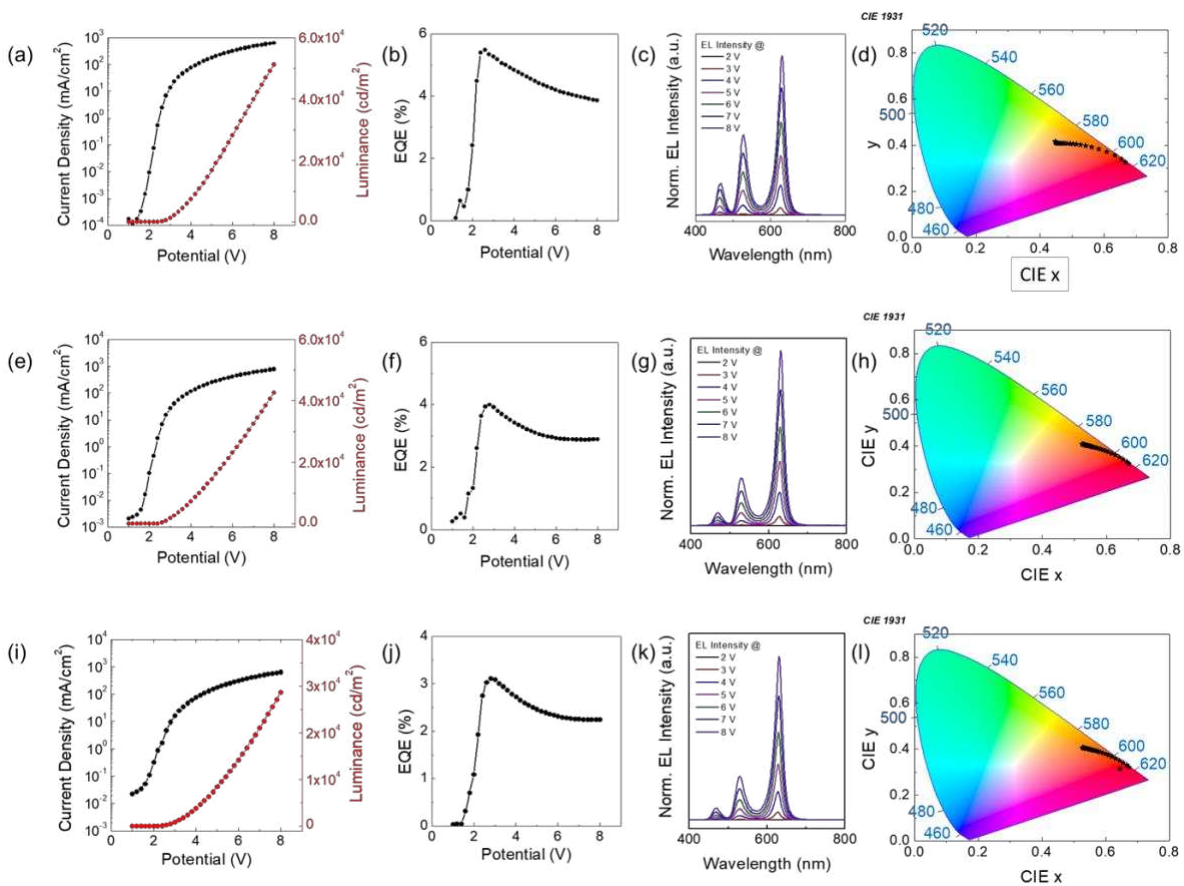 (a)
Current Density (mA/cm²)
10³
10²
10¹
10⁰
10⁻¹
10⁻²
10⁻³
10⁻⁴
0 2 4 6 8
Potential (V)
6.0x10⁴
4.0x10⁴
2.0x10⁴
0.0
Luminance (cd/m²)
(b)
EQE (%)
6
4
2
0
0 2 4 6 8
Potential (V)
(c)
Norm. EL Intensity (a.u.)
EL Intensity @
2 V
3 V
4 V
5 V
6 V
7 V
8 V
400 600 800
Wavelength (nm)
(d)
CIE 1931
y
0.8
0.6
0.4
0.2
0.0
520
540
560
500
580
600
620
480
460
0.0 0.2 0.4 0.6 0.8
CIE x
(e)
Current Density (mA/cm²)
10⁴
10³
10²
10¹
10⁰
10⁻¹
10⁻²
10⁻³
0 2 4 6 8
Potential (V)
6.0x10⁴
4.0x10⁴
2.0x10⁴
0.0
Luminance (cd/m²)
(f)
EQE (%)
6
4
2
0
0 2 4 6 8
Potential (V)
(g)
Norm. EL Intensity (a.u.)
EL Intensity @
2 V
3 V
4 V
5 V
6 V
7 V
8 V
400 600 800
Wavelength (nm)
(h)
CIE 1931
CIE y
0.8
0.6
0.4
0.2
0.0
520
540
560
500
580
600
620
480
460
0.0 0.2 0.4 0.6 0.8
CIE x
(i)
Current Density (mA/cm²)
10⁴
10³
10²
10¹
10⁰
10⁻¹
10⁻²
10⁻³
0 2 4 6 8
Potential (V)
4x10⁴
3x10⁴
2x10⁴
1x10⁴
0
Luminance (cd/m²)
(j)
EQE (%)
4
3
2
1
0
0 2 4 6 8
Potential (V)
(k)
Norm. EL Intensity (a.u.)
EL Intensity @
2 V
3 V
4 V
5 V
6 V
7 V
8 V
400 600 800
Wavelength (nm)
(l)
CIE 1931
CIE y
0.8
0.6
0.4
0.2
0.0
520
540
560
500
580
600
620
480
460
0.0 0.2 0.4 0.6 0.8
CIE x